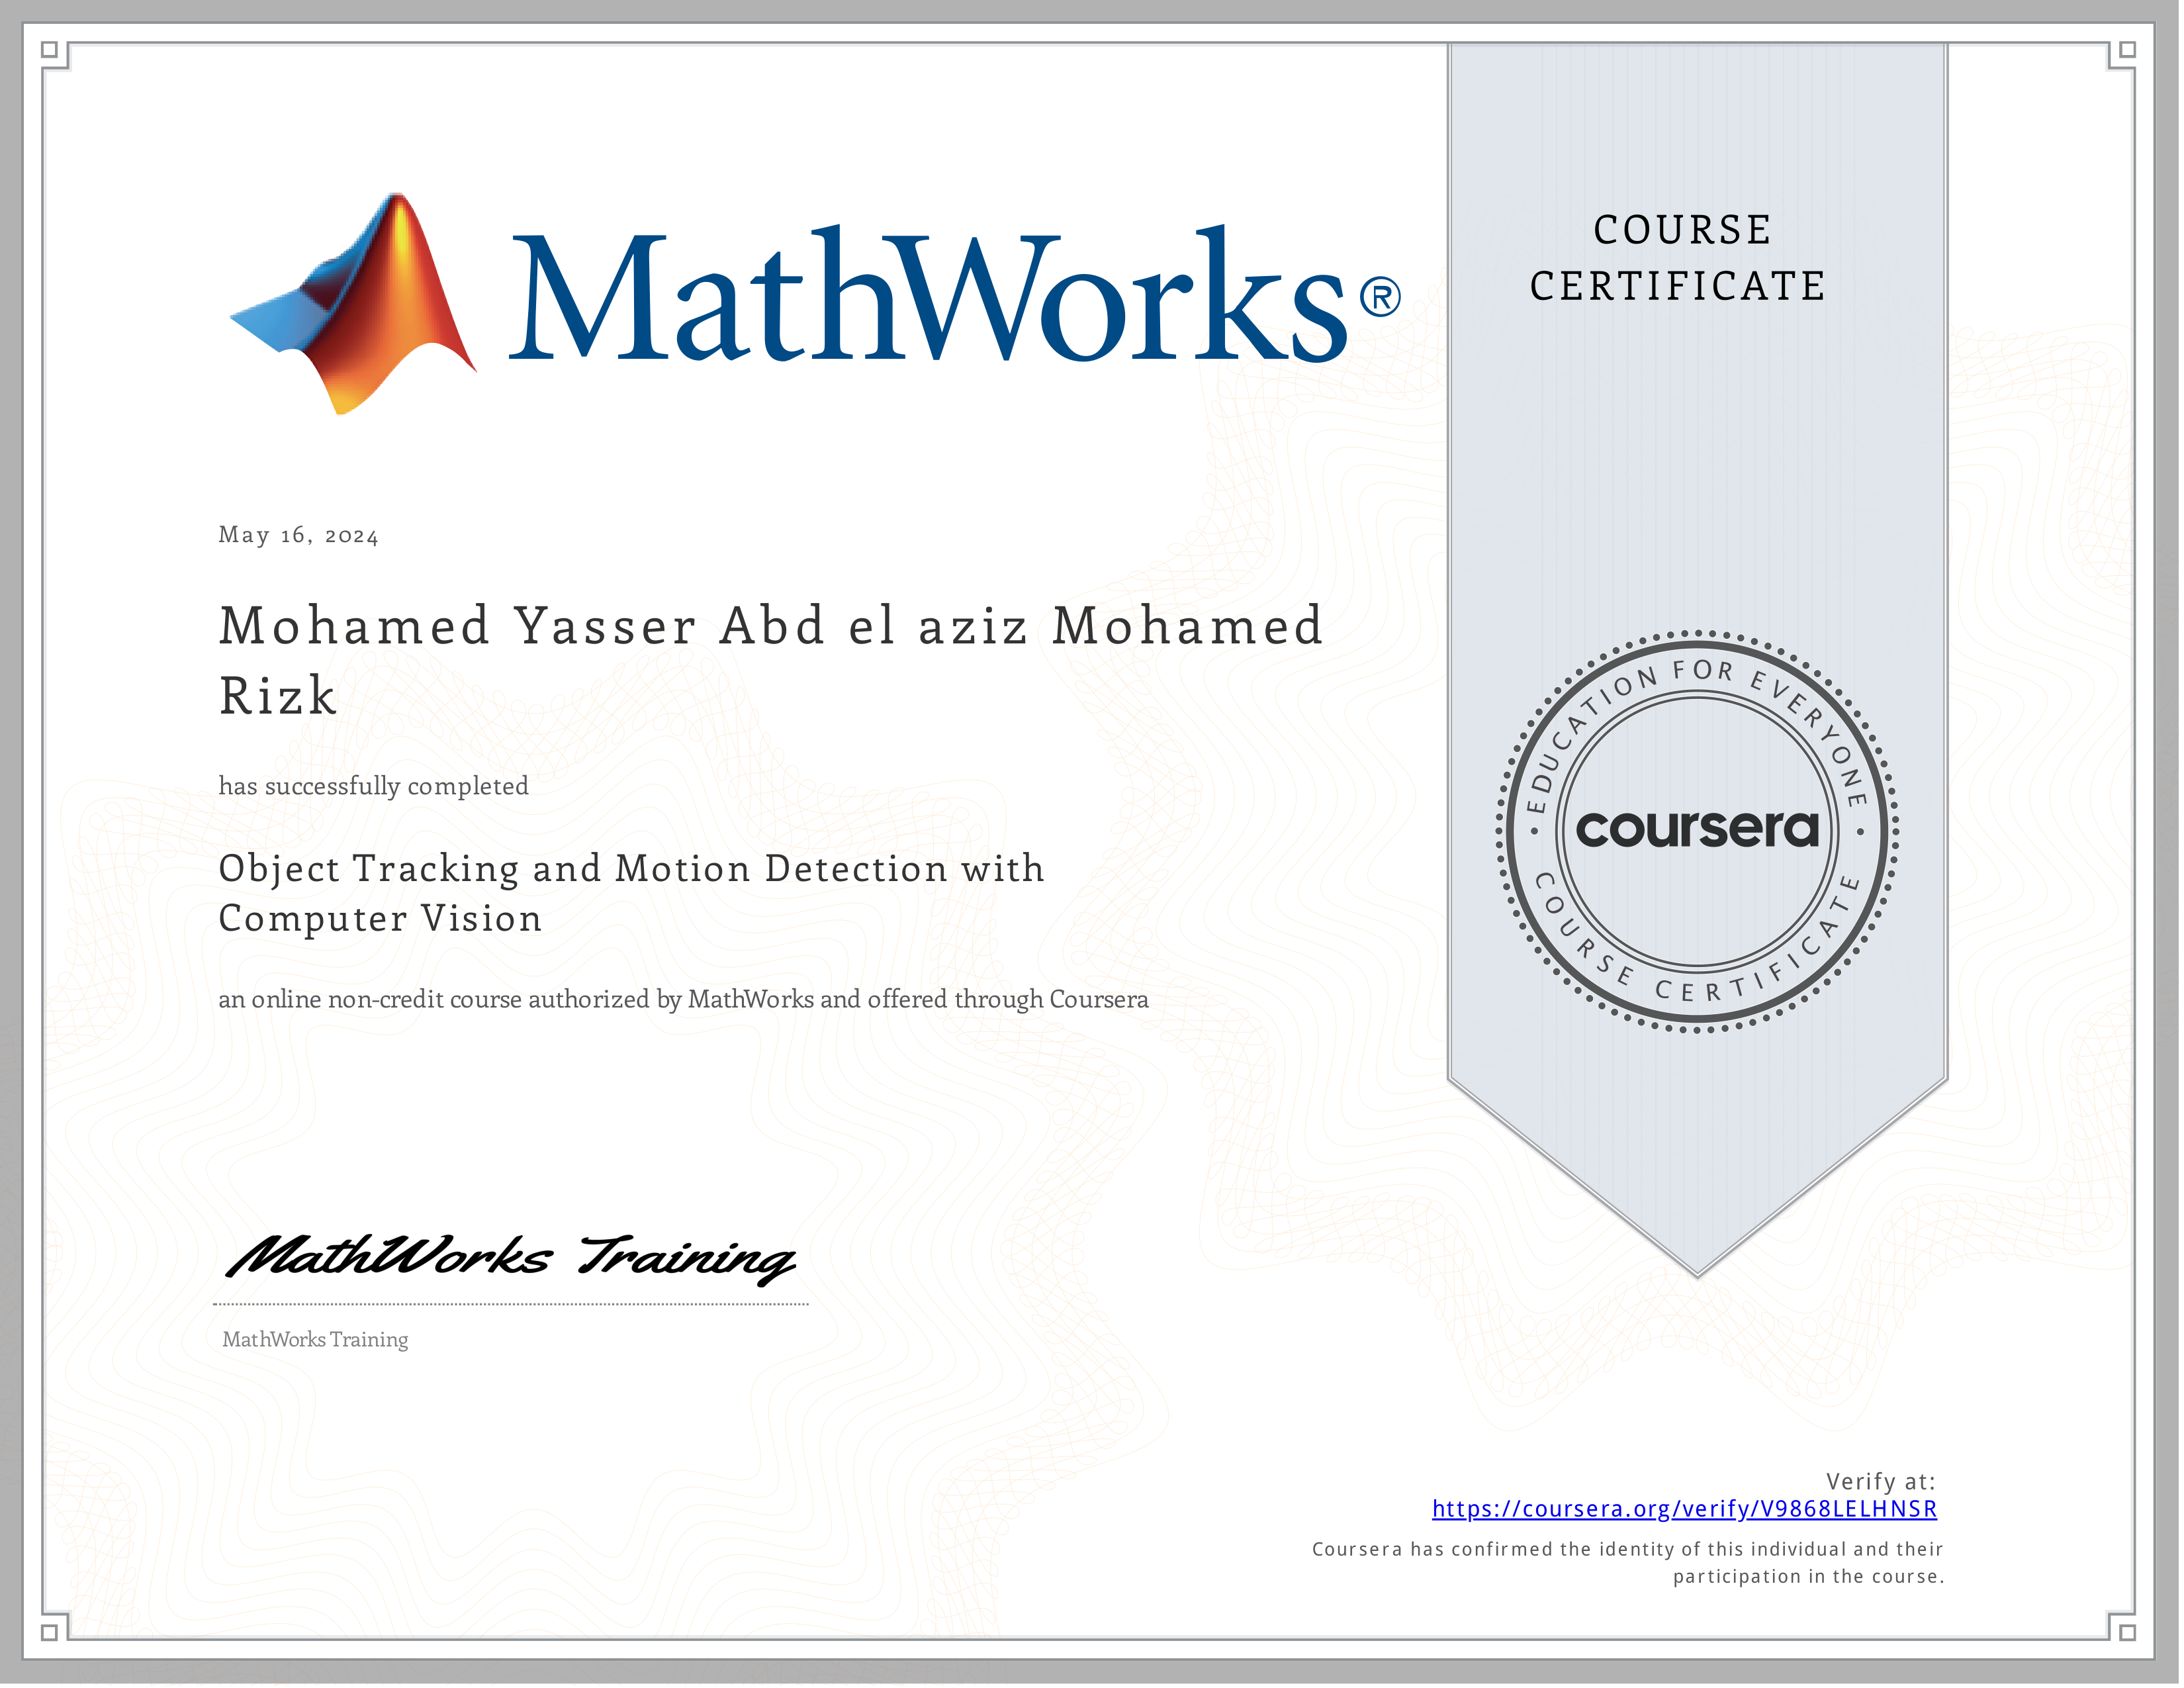 MathWorks®
COURSE
CERTIFICATE
May 16, 2024
Mohamed Yasser Abd el aziz Mohamed
Rizk
has successfully completed
Object Tracking and Motion Detection with
Computer Vision
an online non-credit course authorized by MathWorks and offered through Coursera
EDUCATION FOR EVERYONE
coursera
COURSE CERTIFICATE
MathWorks Training
MathWorks Training
Verify at:
https://coursera.org/verify/V9868LELHNSR
Coursera has confirmed the identity of this individual and their
participation in the course.